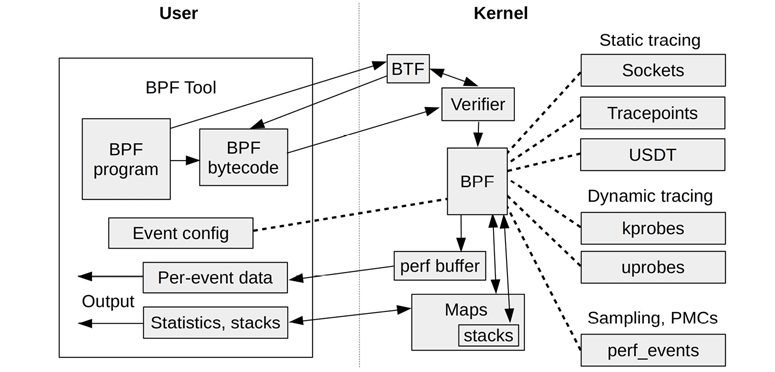 User
Kernel
BPF Tool
BPF
program
BPF
bytecode
Event config
Per-event data
Output
Statistics, stacks
BTF
Verifier
BPF
perf buffer
Maps
stacks
Static tracing
Sockets
Tracepoints
USDT
Dynamic tracing
kprobes
uprobes
Sampling, PMCs
perf_events